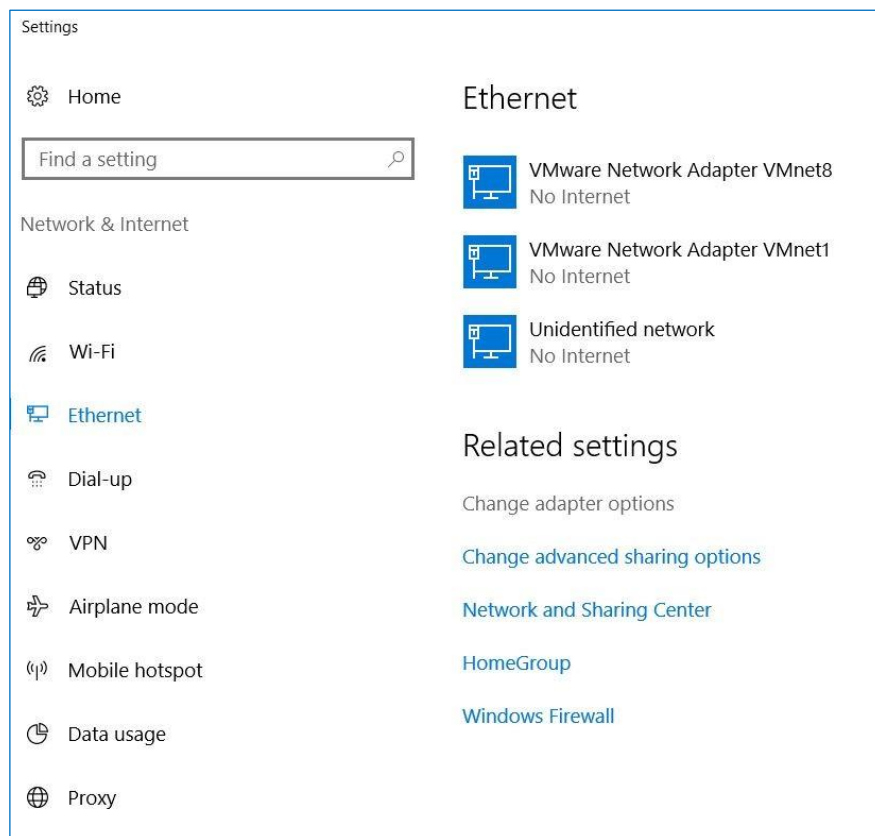 Settings
Home
Find a setting
Network & Internet
Status
Wi-Fi
Ethernet
Dial-up
VPN
Airplane mode
Mobile hotspot
Data usage
Proxy
Ethernet
VMware Network Adapter VMnet8
No Internet
VMware Network Adapter VMnet1
No Internet
Unidentified network
No Internet
Related settings
Change adapter options
Change advanced sharing options
Network and Sharing Center
HomeGroup
Windows Firewall